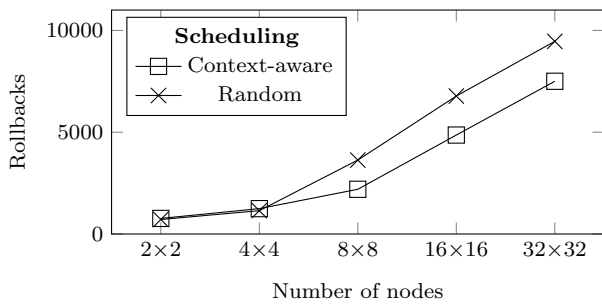 10000
5000
0
Rollbacks
Scheduling
Context-aware
Random
2×2 4×4 8×8 16×16 32×32
Number of nodes